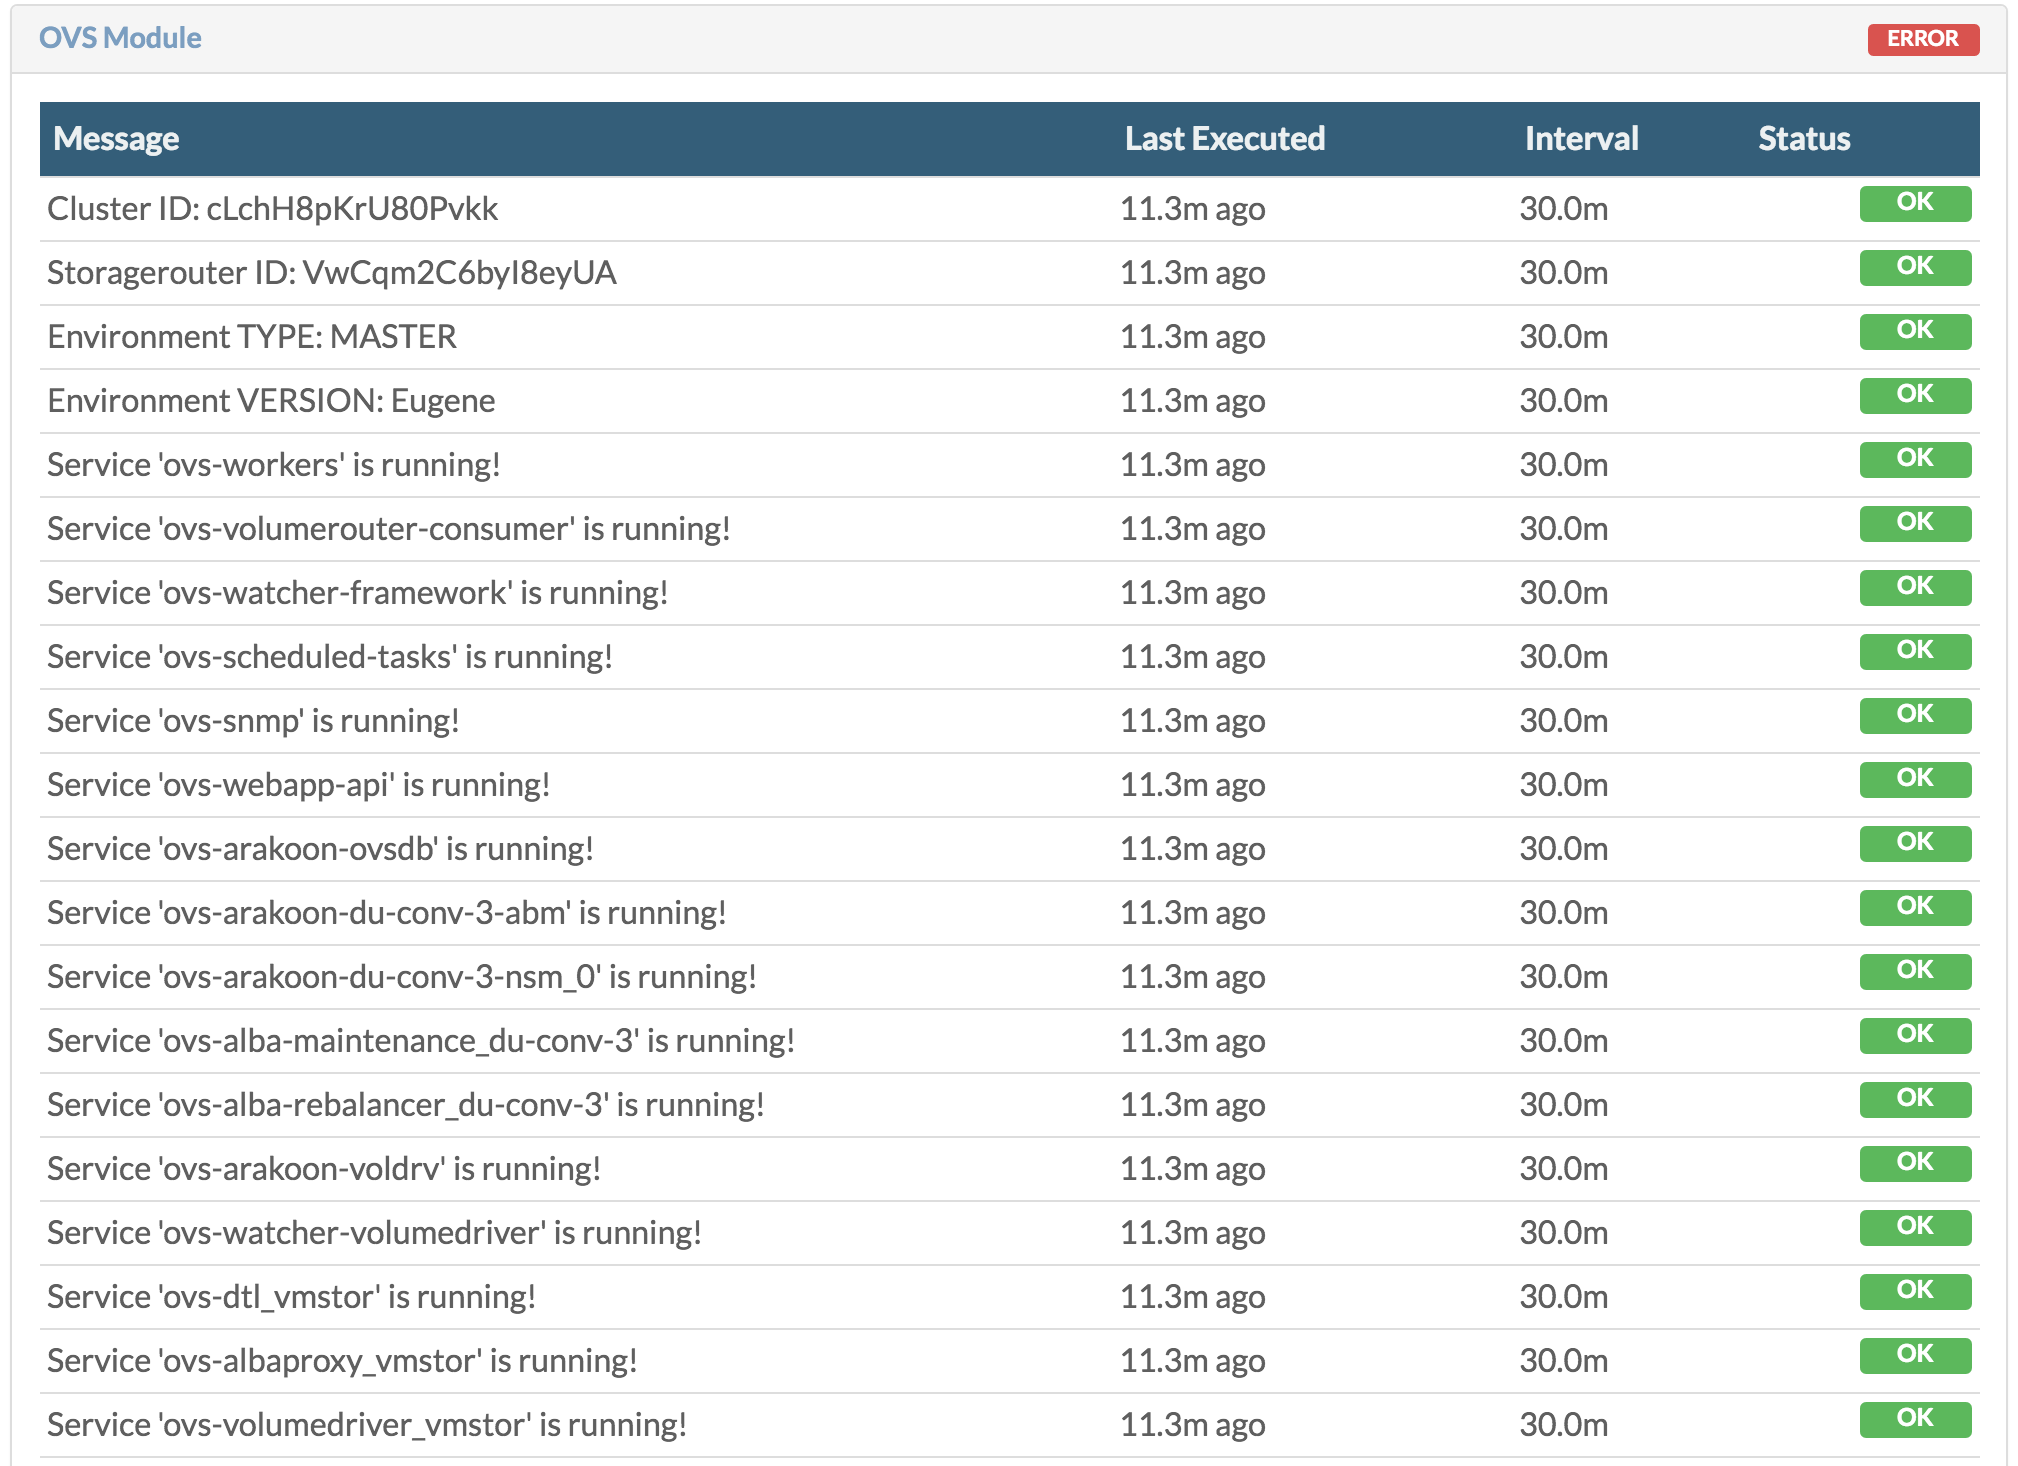 OVS Module ERROR
Message Last Executed Interval Status
Cluster ID: cLchH8pKrU80Pvkk 11.3m ago 30.0m OK
Storagerouter ID: VwCqm2C6byI8eyUA 11.3m ago 30.0m OK
Environment TYPE: MASTER 11.3m ago 30.0m OK
Environment VERSION: Eugene 11.3m ago 30.0m OK
Service 'ovs-workers' is running! 11.3m ago 30.0m OK
Service 'ovs-volumerouter-consumer' is running! 11.3m ago 30.0m OK
Service 'ovs-watcher-framework' is running! 11.3m ago 30.0m OK
Service 'ovs-scheduled-tasks' is running! 11.3m ago 30.0m OK
Service 'ovs-snmp' is running! 11.3m ago 30.0m OK
Service 'ovs-webapp-api' is running! 11.3m ago 30.0m OK
Service 'ovs-arakoon-ovsdb' is running! 11.3m ago 30.0m OK
Service 'ovs-arakoon-du-conv-3-abm' is running! 11.3m ago 30.0m OK
Service 'ovs-arakoon-du-conv-3-nsm_0' is running! 11.3m ago 30.0m OK
Service 'ovs-alba-maintenance_du-conv-3' is running! 11.3m ago 30.0m OK
Service 'ovs-alba-rebalancer_du-conv-3' is running! 11.3m ago 30.0m OK
Service 'ovs-arakoon-voldrv' is running! 11.3m ago 30.0m OK
Service 'ovs-watcher-volumedriver' is running! 11.3m ago 30.0m OK
Service 'ovs-dtl_vmstor' is running! 11.3m ago 30.0m OK
Service 'ovs-albaproxy_vmstor' is running! 11.3m ago 30.0m OK
Service 'ovs-volumedriver_vmstor' is running! 11.3m ago 30.0m OK